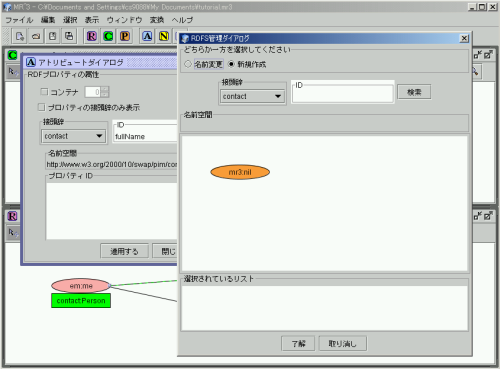 MR^3 - C:¥Documents and Settings¥cs9088¥My Documents¥tutorial.mr3
ファイル 編集 選択 表示 ウィンドウ 変換 ヘルプ
R C P A N
アトリビュートダイアログ
RDFプロパティの属性
コンテナ
プロパティの接頭辞のみ表示
接頭辞
contact
ID
fullName
名前空間
http://www.w3.org/2000/10/swap/pim/con
プロパティ ID
適用する 閉じ
RDFS管理ダイアログ
どちらか一方を選択してください
名前変更 新規作成
接頭辞
contact
ID
検索
名前空間
mr3:nil
選択されているリスト
了解 取り消し
em:me
contact:Person